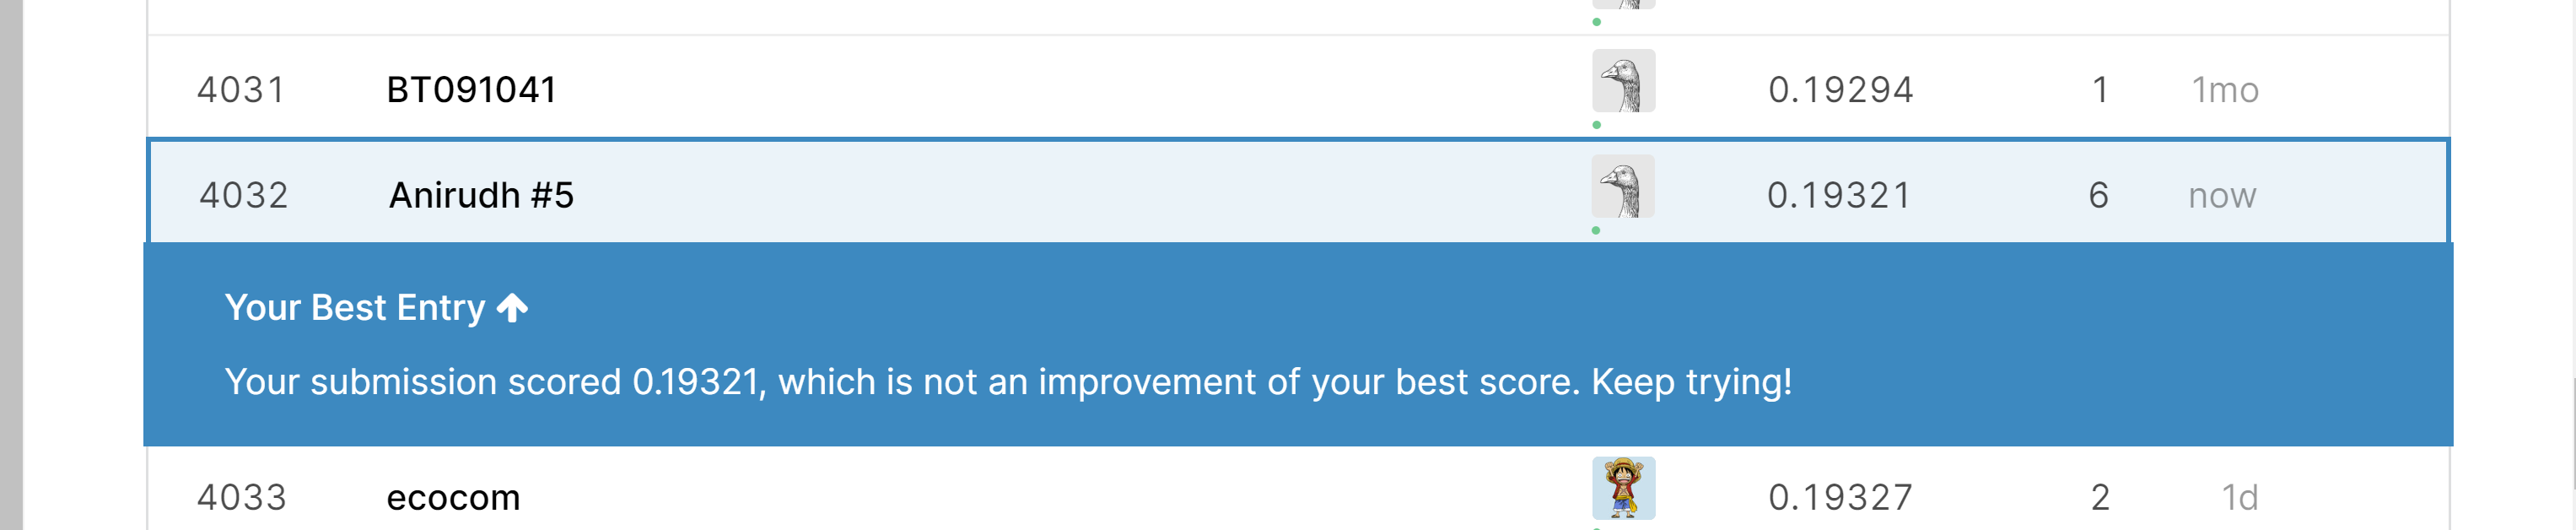 4031 BT091041 0.19294 1 1mo
4032 Anirudh #5 0.19321 6 now
Your Best Entry
Your submission scored 0.19321, which is not an improvement of your best score. Keep trying!
4033 ecocom 0.19327 2 1d